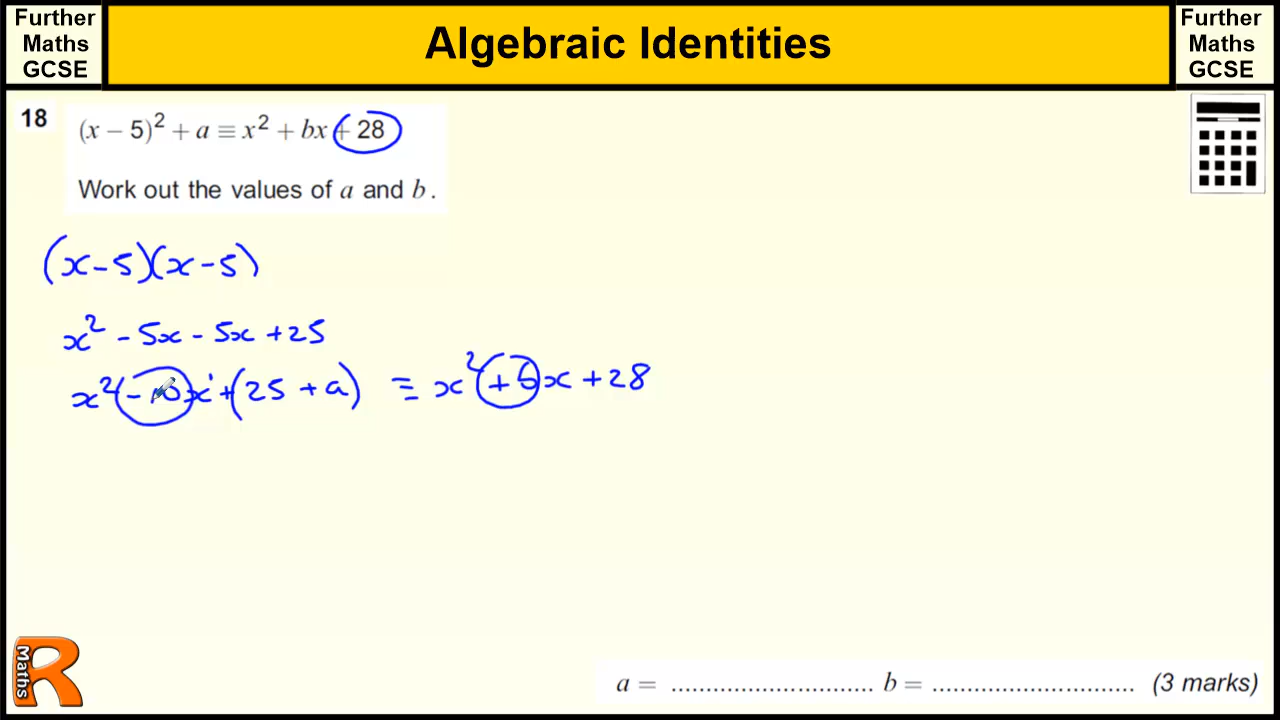 Further Maths GCSE
Algebraic Identities
Further Maths GCSE
18
(x − 5)² + a ≡ x² + bx + 28
Work out the values of a and b.
(x − 5)(x − 5)
x² − 5x − 5x + 25
x² − 10x + (25 + a) ≡ x² + bx + 28
Maths R
a = ............................ b = ............................. (3 marks)